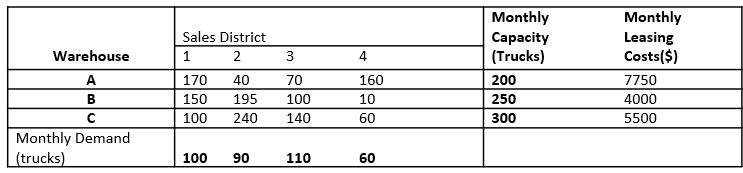 Warehouse Sales District Monthly Capacity (Trucks) Monthly Leasing Costs($)
1 2 3 4
A 170 40 70 160 200 7750
B 150 195 100 10 250 4000
C 100 240 140 60 300 5500
Monthly Demand (trucks) 100 90 110 60